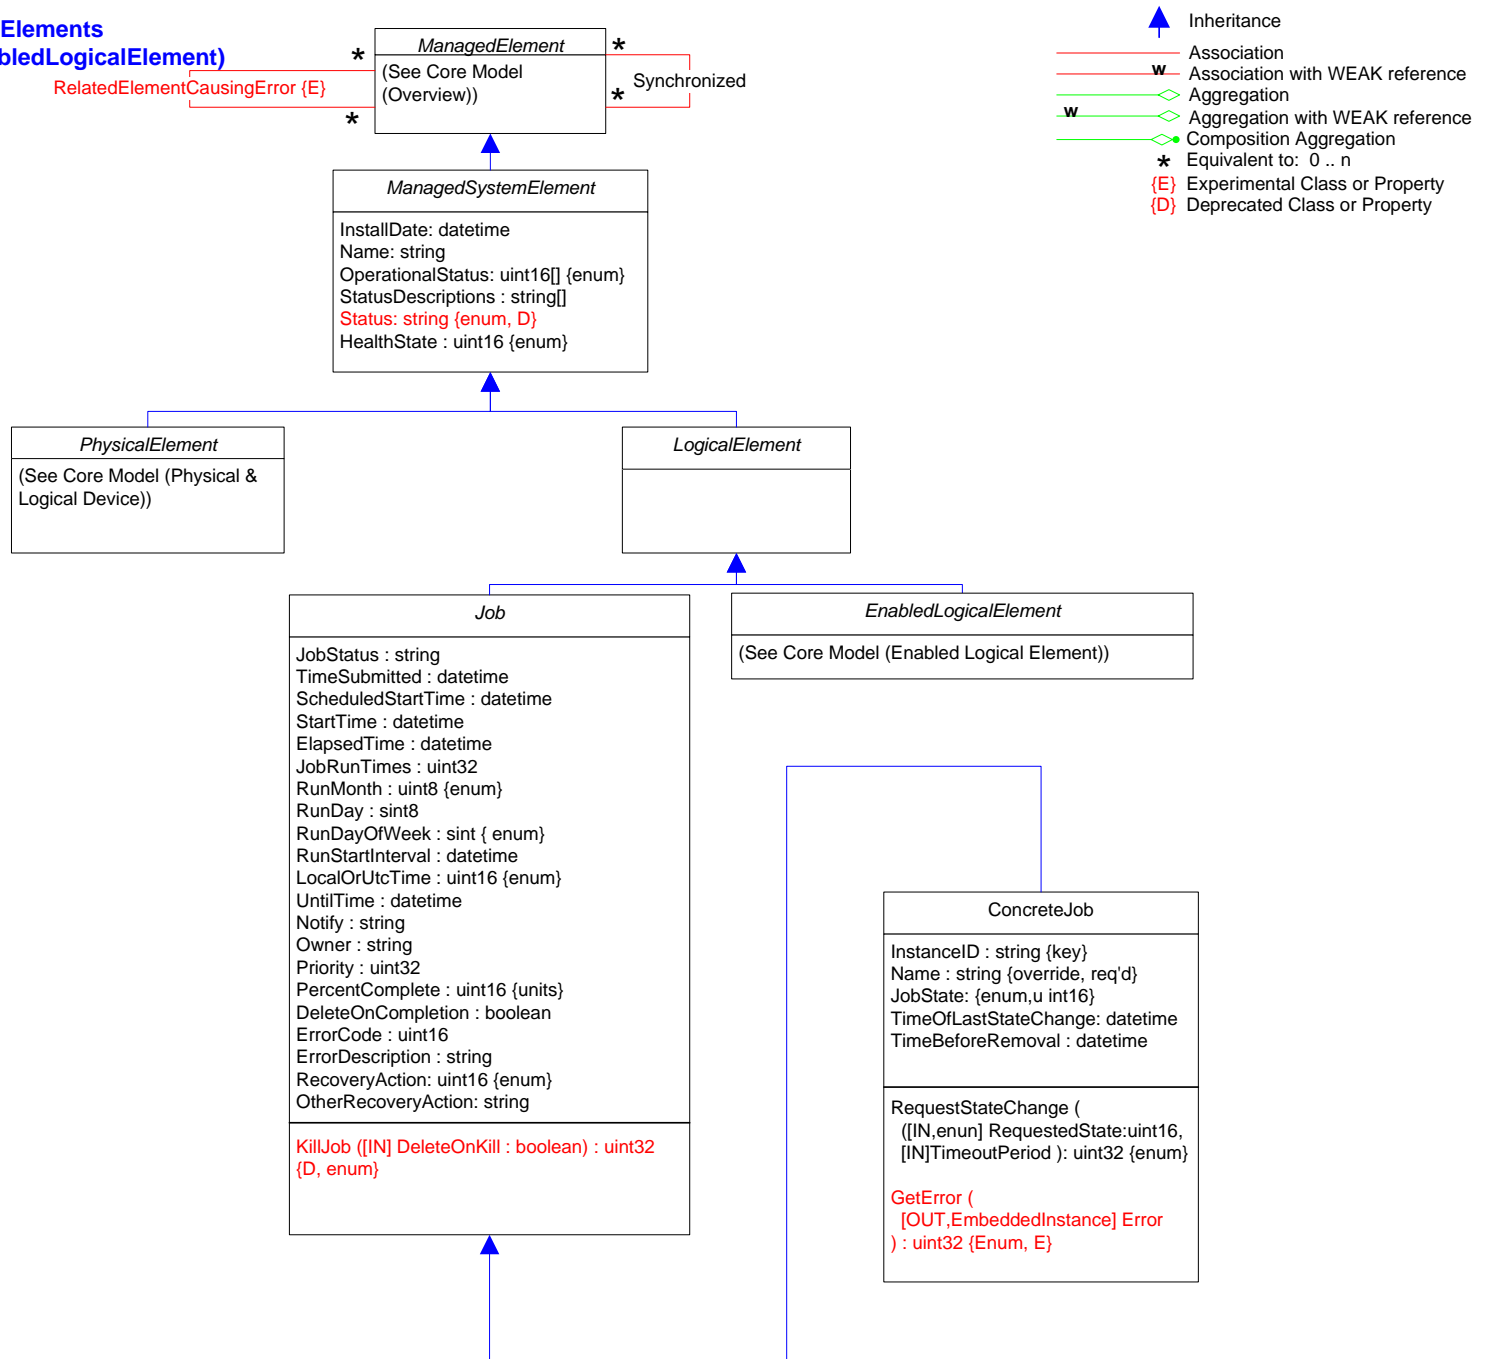 Elements
bledLogicalElement)
RelatedElementCausingError {E}
*
*
ManagedElement
(See Core Model
(Overview))
*
*
Synchronized
Inheritance
Association
w
Association with WEAK reference
Aggregation
w
Aggregation with WEAK reference
Composition Aggregation
* Equivalent to: 0 .. n
{E} Experimental Class or Property
{D} Deprecated Class or Property
ManagedSystemElement
InstallDate: datetime
Name: string
OperationalStatus: uint16[] {enum}
StatusDescriptions : string[]
Status: string {enum, D}
HealthState : uint16 {enum}
PhysicalElement
(See Core Model (Physical &
Logical Device))
LogicalElement
Job
JobStatus : string
TimeSubmitted : datetime
ScheduledStartTime : datetime
StartTime : datetime
ElapsedTime : datetime
JobRunTimes : uint32
RunMonth : uint8 {enum}
RunDay : sint8
RunDayOfWeek : sint { enum}
RunStartInterval : datetime
LocalOrUtcTime : uint16 {enum}
UntilTime : datetime
Notify : string
Owner : string
Priority : uint32
PercentComplete : uint16 {units}
DeleteOnCompletion : boolean
ErrorCode : uint16
ErrorDescription : string
RecoveryAction: uint16 {enum}
OtherRecoveryAction: string
KillJob ([IN] DeleteOnKill : boolean) : uint32
{D, enum}
EnabledLogicalElement
(See Core Model (Enabled Logical Element))
ConcreteJob
InstanceID : string {key}
Name : string {override, req'd}
JobState: {enum,u int16}
TimeOfLastStateChange: datetime
TimeBeforeRemoval : datetime
RequestStateChange (
([IN,enun] RequestedState:uint16,
[IN]TimeoutPeriod ): uint32 {enum}
GetError (
[OUT,EmbeddedInstance] Error
) : uint32 {Enum, E}